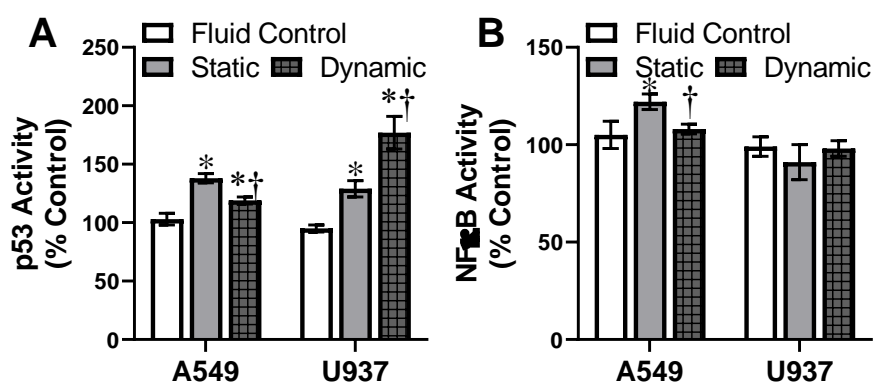 A
Fluid Control
Static
Dynamic
p53 Activity
(% Control)
250
200
150
100
50
0
*
*†
*
*†
A549
U937
B
Fluid Control
Static
Dynamic
Activity
(% Control)
150
100
50
0
*
†
A549
U937